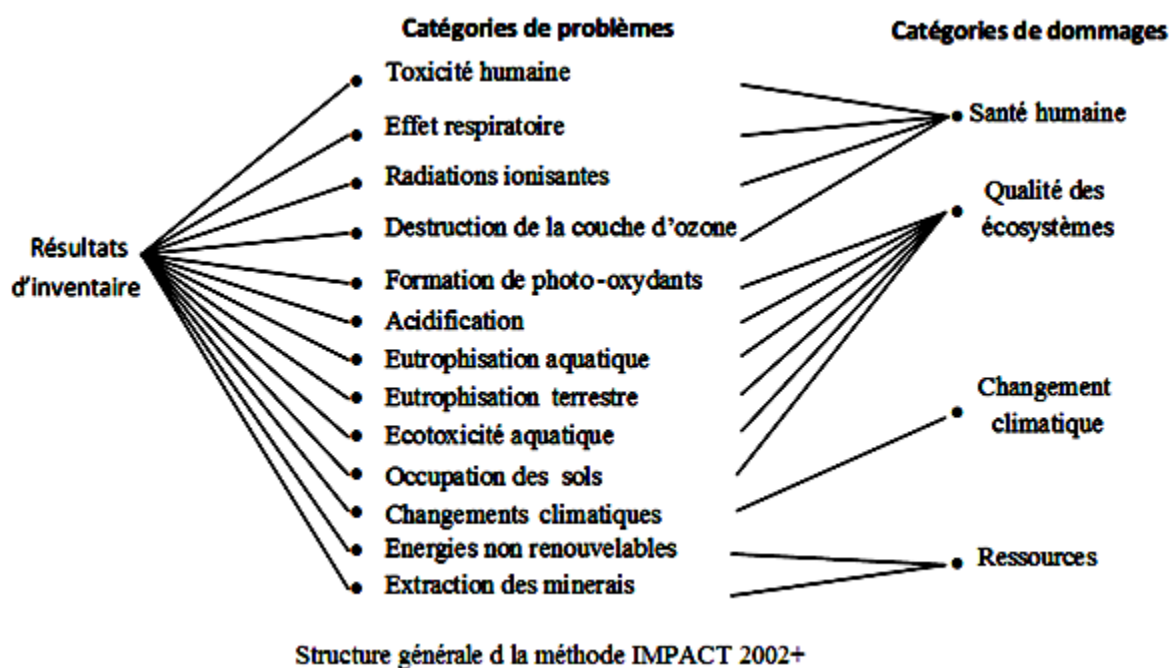 Catégories de problèmes
Catégories de dommages
Toxicité humaine
Effet respiratoire
Radiations ionisantes
Destruction de la couche d’ozone
Formation de photo-oxydants
Acidification
Eutrophisation aquatique
Eutrophisation terrestre
Ecotoxicité aquatique
Occupation des sols
Changements climatiques
Energies non renouvelables
Extraction des minerais
Résultats
d’inventaire
Santé humaine
Qualité des
écosystèmes
Changement
climatique
Ressources
Structure générale d la méthode IMPACT 2002+